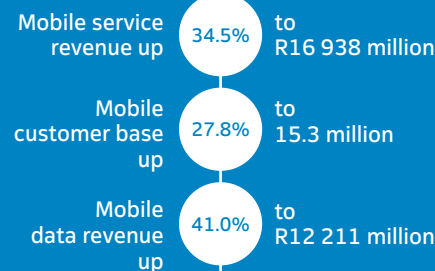 Mobile service
revenue up
34.5%
to
R16 938 million
Mobile
customer base
up
27.8%
to
15.3 million
Mobile
data revenue
up
41.0%
to
R12 211 million